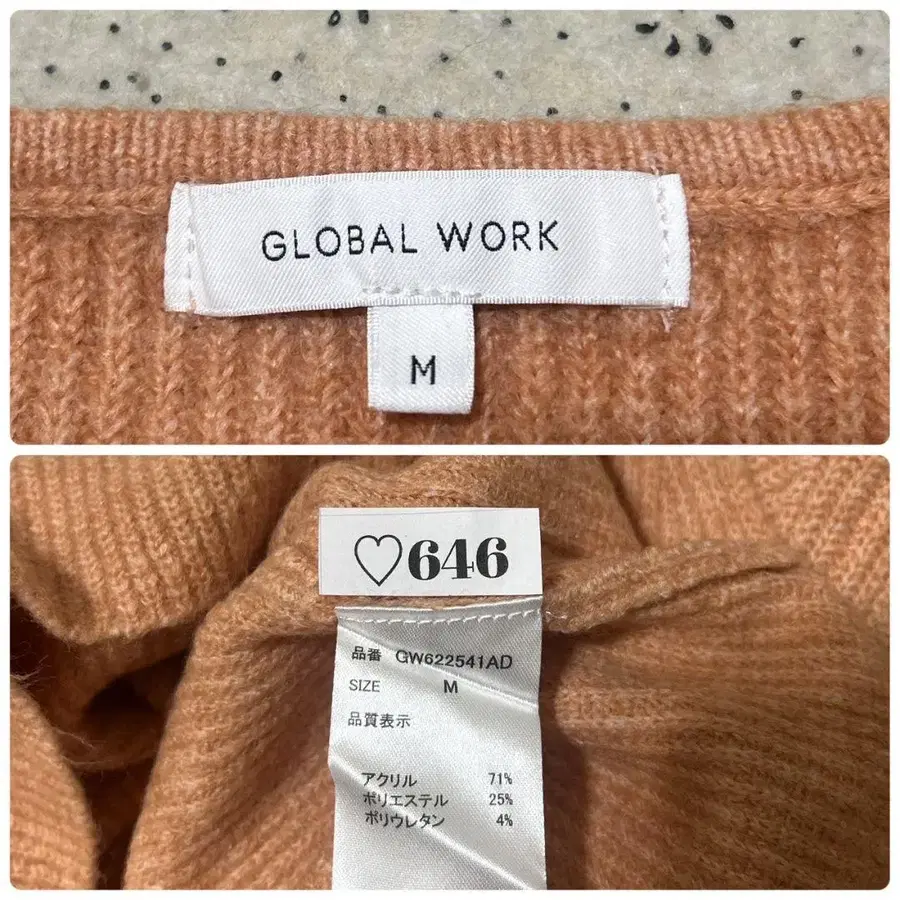 GLOBAL WORK
M
♡646
品番 GW622541AD
SIZE M
品質表示
アクリル 71%
ポリエステル 25%
ポリウレタン 4%